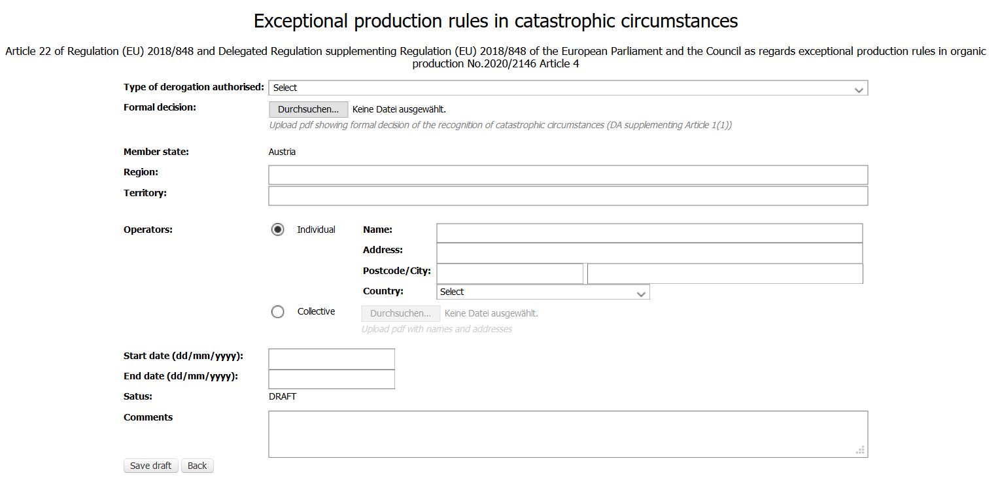 Exceptional production rules in catastrophic circumstances
Article 22 of Regulation (EU) 2018/848 and Delegated Regulation supplementing Regulation (EU) 2018/848 of the European Parliament and the Council as regards exceptional production rules in organic
production No.2020/2146 Article 4
Type of derogation authorised: Select
Formal decision: Durchsuchen... Keine Datei ausgewählt.
Upload pdf showing formal decision of the recognition of catastrophic circumstances (DA supplementing Article 1(1))
Member state: Austria
Region:
Territory:
Operators: Individual Name:
Address:
Postcode/City:
Country: Select
Collective Durchsuchen... Keine Datei ausgewählt.
Upload pdf with names and addresses
Start date (dd/mm/yyyy):
End date (dd/mm/yyyy):
Satus: DRAFT
Comments
Save draft Back